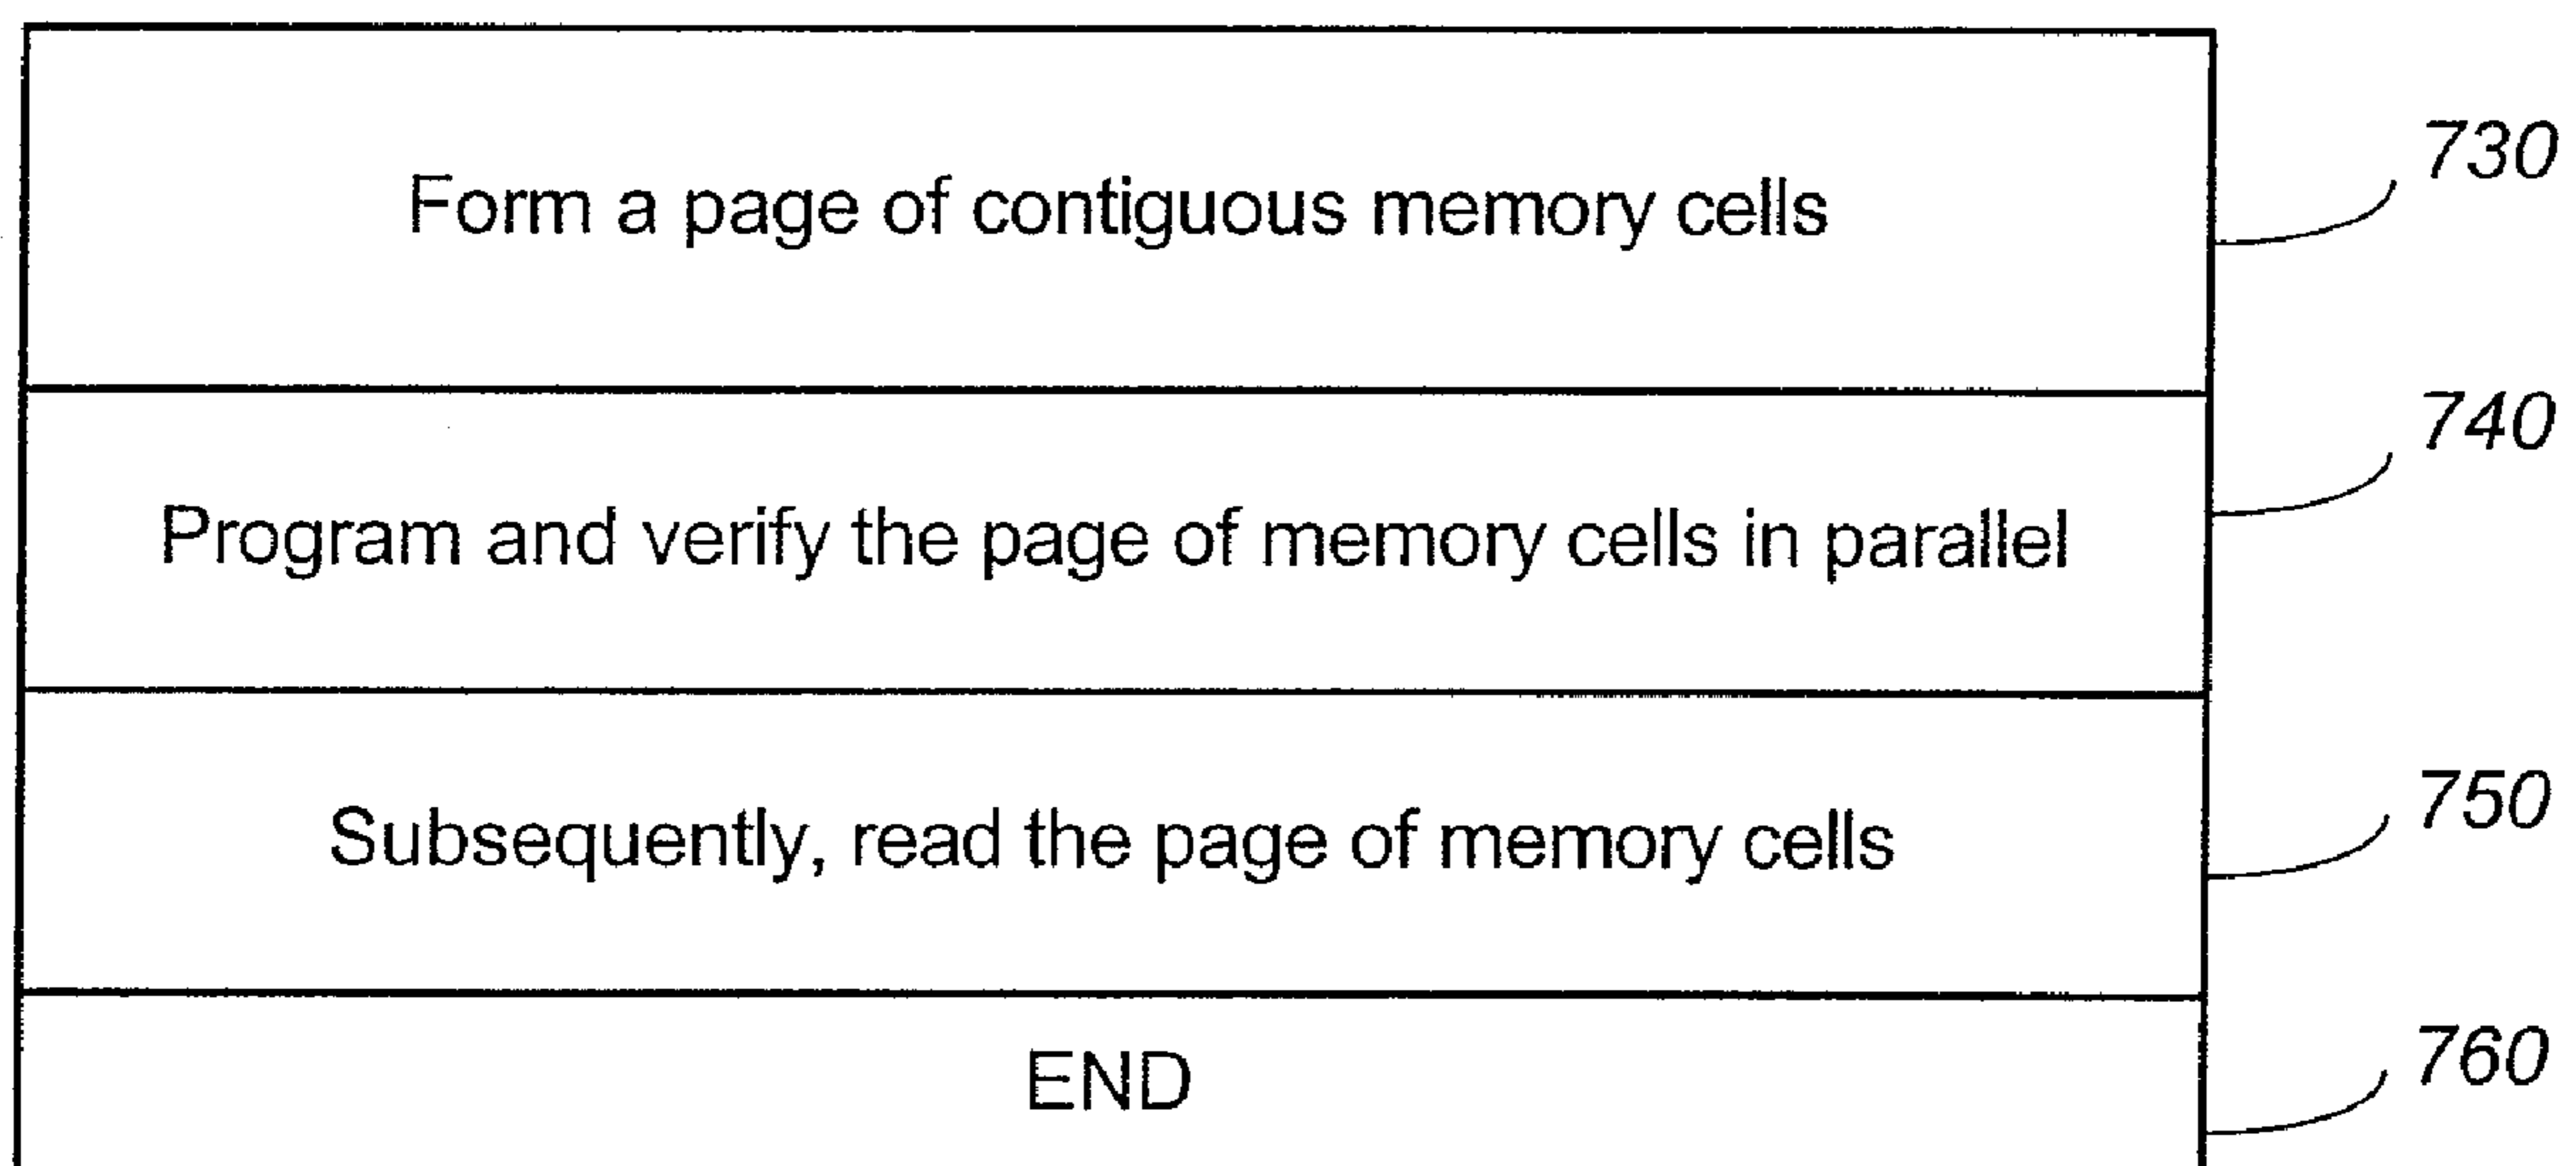 Form a page of contiguous memory cells 730
Program and verify the page of memory cells in parallel 740
Subsequently, read the page of memory cells 750
END 760